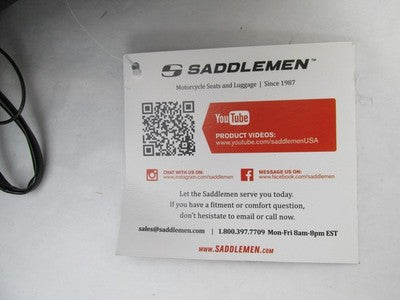 SADDLEMEN™
Motorcycle Seats and Luggage | Since 1987
YouTube
PRODUCT VIDEOS:
www.youtube.com/saddlemenUSA
CHAT WITH US ON:
www.instagram.com/saddlemen
MESSAGE US ON:
www.facebook.com/saddlemen
Let the Saddlemen serve you today.
If you have a fitment or comfort question,
don't hesistate to email or call now.
sales@saddlemen.com | 1.800.397.7709 Mon-Fri 8am-8pm EST
www.SADDLEMEN.com